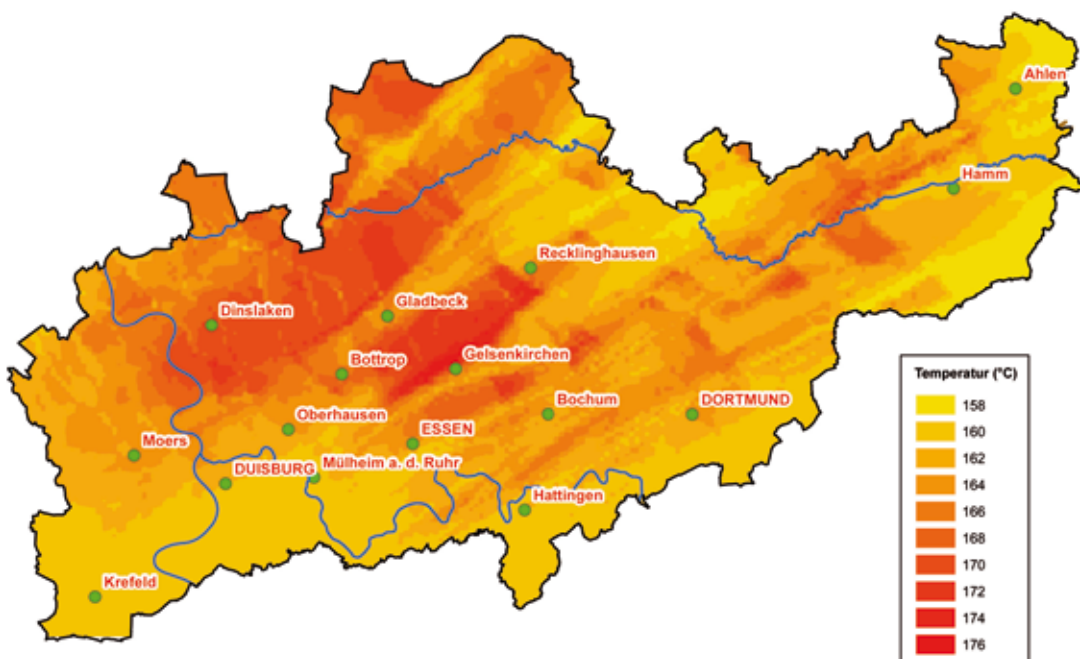 Ahlen
Hamm
Recklinghausen
Gladbeck
Dinslaken
Gelsenkirchen
Bottrop
Oberhausen
Bochum
DORTMUND
ESSEN
Moers
DUISBURG
Mülheim a. d. Ruhr
Hattingen
Krefeld
Temperatur (°C)
158
160
162
164
166
168
170
172
174
176